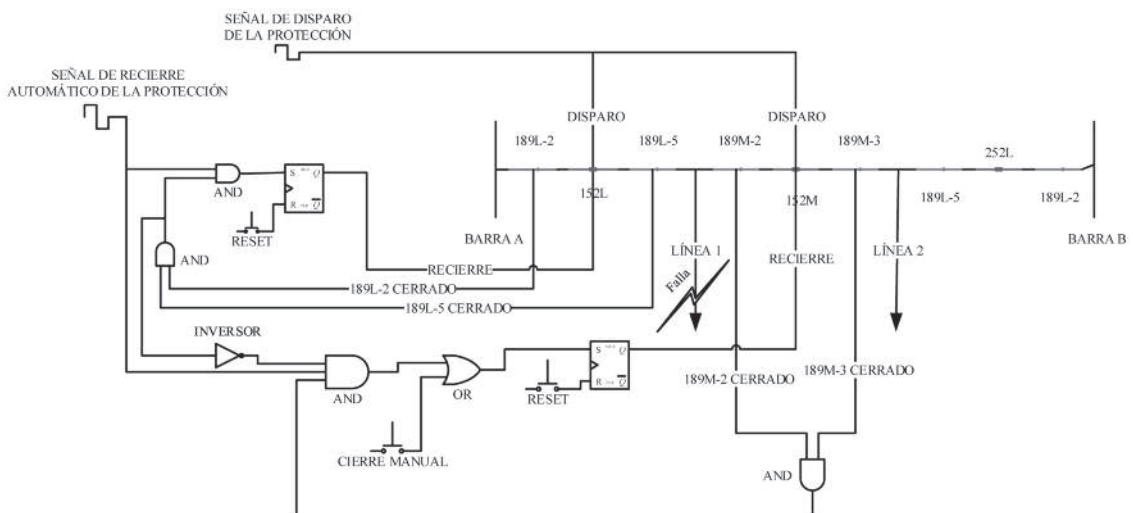 SEÑAL DE DISPARO
DE LA PROTECCIÓN
SEÑAL DE RECIERRE
AUTOMÁTICO DE LA PROTECCIÓN
DISPARO
DISPARO
189L-2
189L-5
189M-2
189M-3
252L
AND
S
Q
R
Q
152L
152M
189L-5
189L-2
RESET
BARRA A
LÍNEA 1
RECIERRE
LÍNEA 2
BARRA B
AND
RECIERRE
Falla
189L-2 CERRADO
189L-5 CERRADO
INVERSOR
S
Q
R
Q
189M-2 CERRADO
189M-3 CERRADO
AND
OR
RESET
CIERRE MANUAL
AND